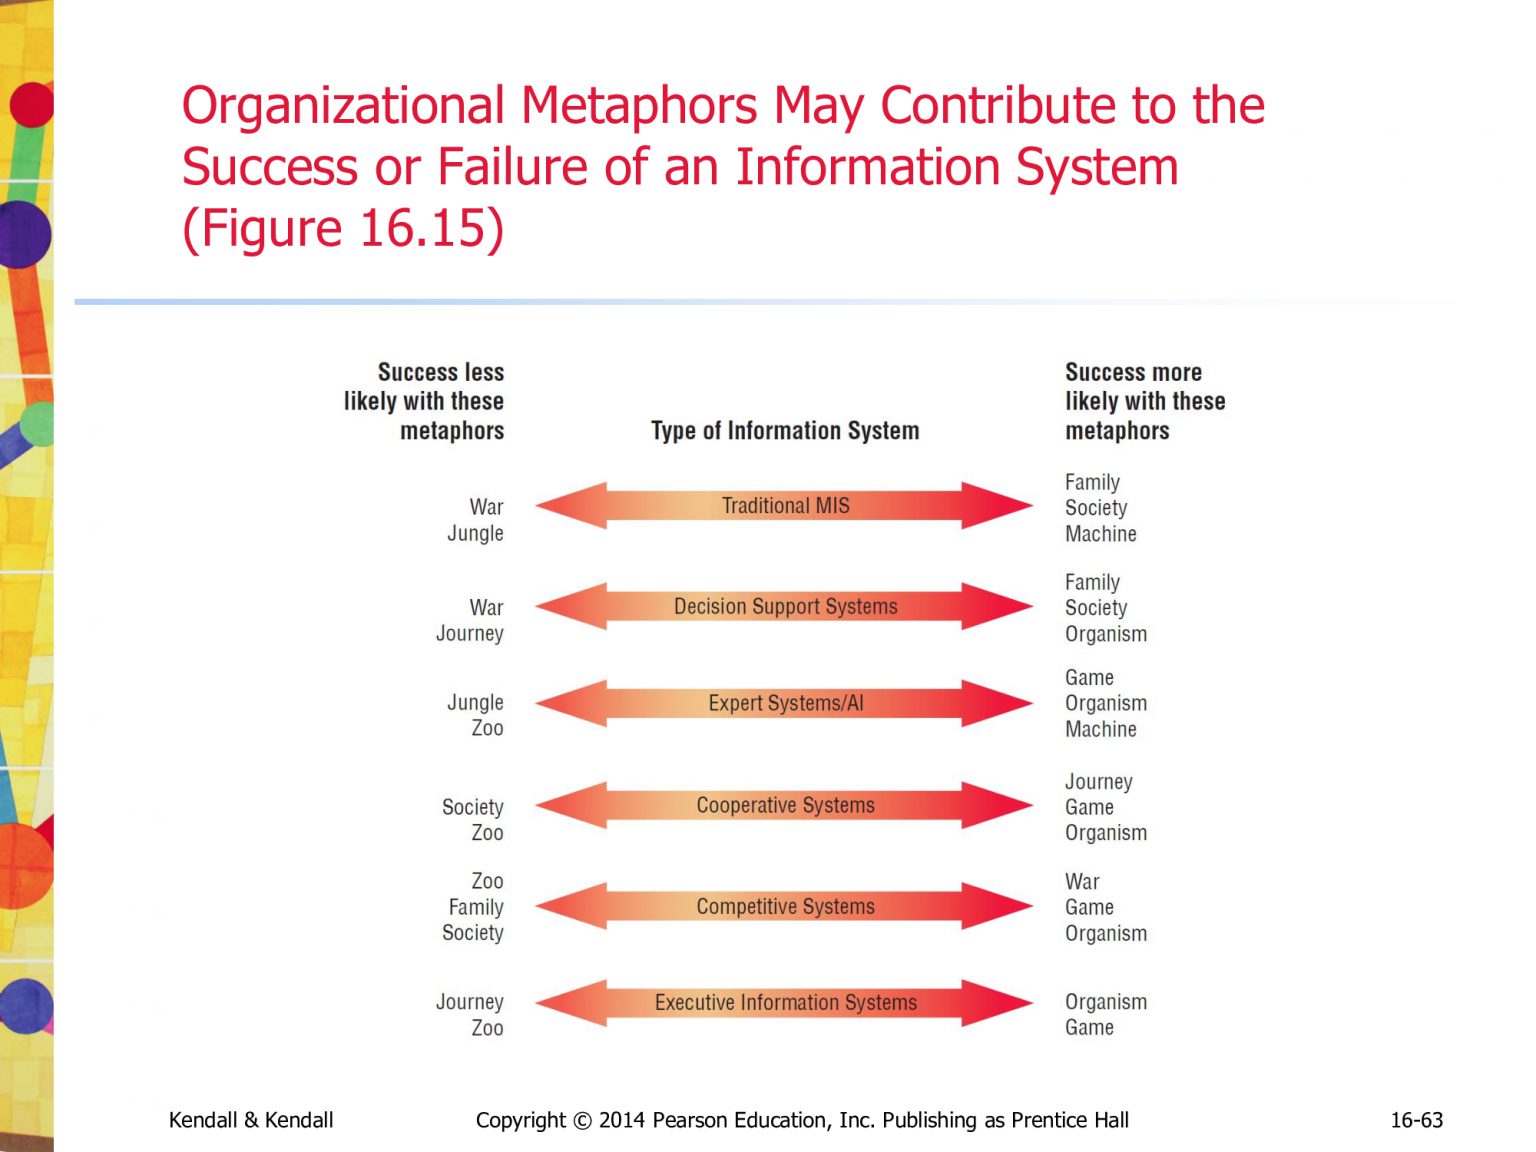 Organizational Metaphors May Contribute to the
Success or Failure of an Information System
(Figure 16.15)
Success less
likely with these
metaphors
Type of Information System
Success more
likely with these
metaphors
War
Jungle
Traditional MIS
Family
Society
Machine
War
Journey
Decision Support Systems
Family
Society
Organism
Jungle
Zoo
Expert Systems/AI
Game
Organism
Machine
Society
Zoo
Cooperative Systems
Journey
Game
Organism
Zoo
Family
Society
Competitive Systems
War
Game
Organism
Journey
Zoo
Executive Information Systems
Organism
Game
Kendall & Kendall
Copyright © 2014 Pearson Education, Inc. Publishing as Prentice Hall
16-63